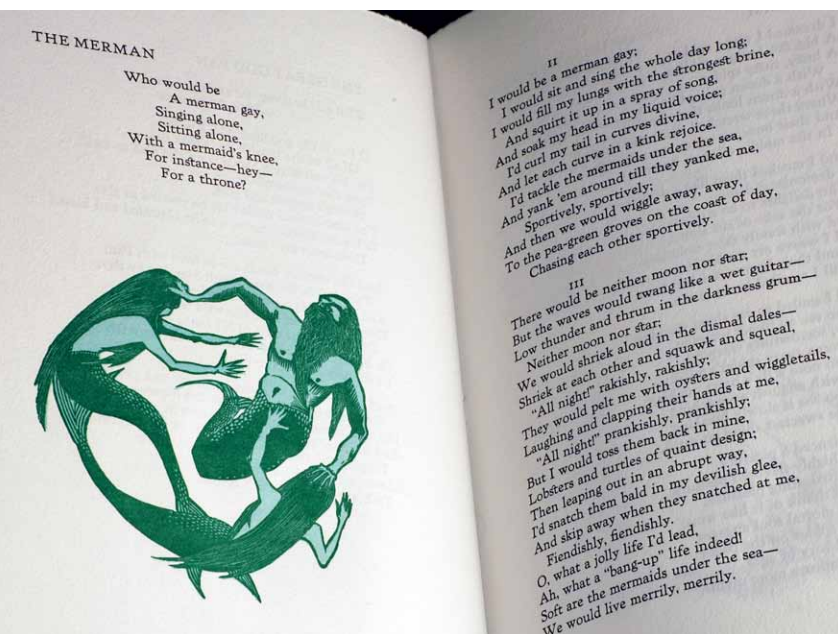 THE MERMAN
Who would be
A merman gay,
Singing alone,
Sitting alone,
With a mermaid's knee,
For instance—hey—
For a throne?
II
I would be a merman gay;
I would sit and sing the whole day long;
I would fill my lungs with the strongest brine,
And squirt it up in a spray of song,
And soak my head in my liquid voice;
I'd curl my tail in curves divine,
And let each curve in a kink rejoice.
I'd tackle the mermaids under the sea,
And yank 'em around till they yanked me,
Sportively, sportively;
And then we would wiggle away, away,
To the pea-green groves on the coast of day,
Chasing each other sportively.
III
There would be neither moon nor star;
But the waves would twang like a wet guitar—
Low thunder and thrum in the darkness grum—
Neither moon nor star;
We would shriek aloud in the dismal dales—
Shriek at each other and squawk and squeal,
"All night!" rakishly, rakishly;
They would pelt me with oysters and wiggletails,
Laughing and clapping their hands at me,
"All night!" prankishly, prankishly;
But I would toss them back in mine,
Lobsters and turtles of quaint design;
Then leaping out in an abrupt way,
I'd snatch them bald in my devilish glee,
And skip away when they snatched at me,
Fiendishly, fiendishly.
O, what a jolly life I'd lead,
Ah, what a "bang-up" life indeed!
Soft are the mermaids under the sea—
We would live merrily, merrily.